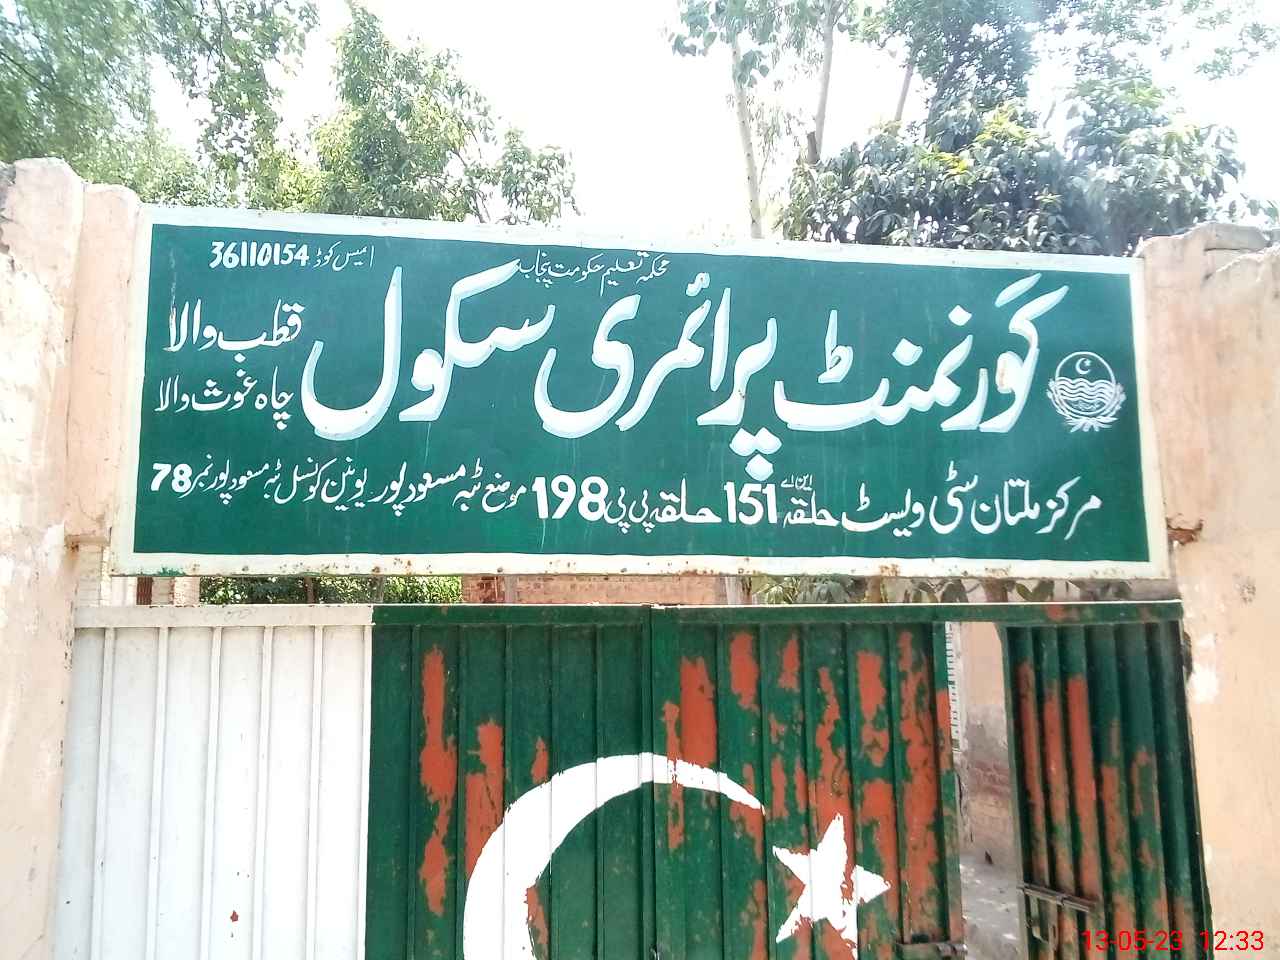 محکمہ تعلیم حکومت پنجاب
ایمیس کوڈ 36110154
گورنمنٹ پرائمری سکول
قطب والا
چاہ غوث والا
مرکز ملتان سٹی ویسٹ حلقہ این اے 151 حلقہ پی پی 198 موضع ٹبہ مسعود پور یونین کونسل ٹبہ مسعود پور نمبر 78
13-05-23 12:33